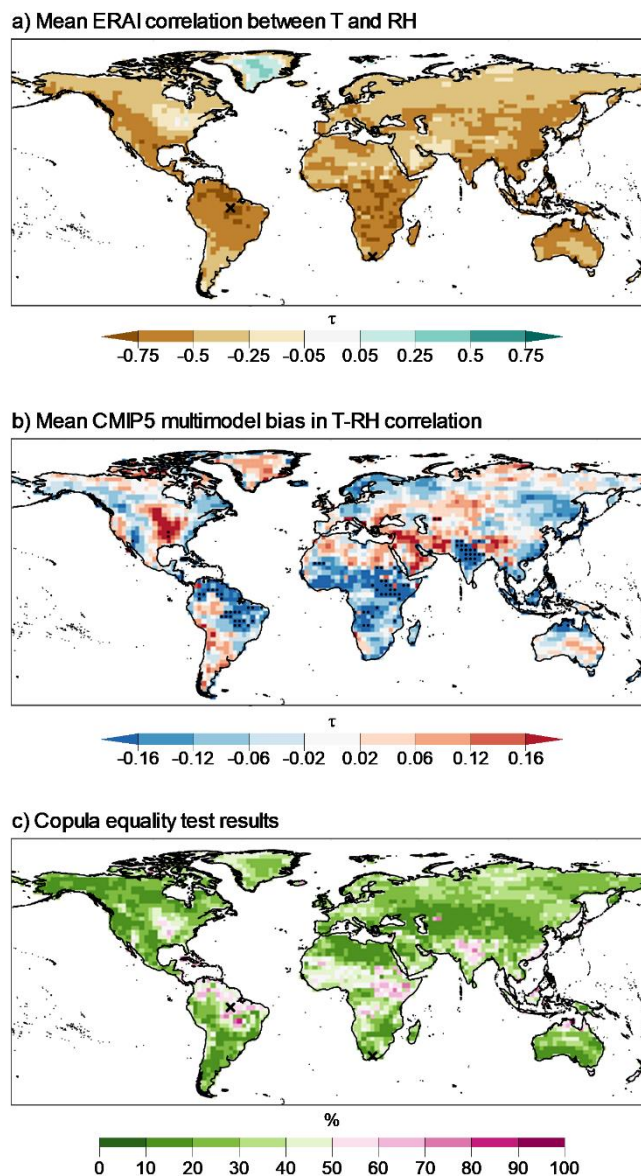 a) Mean ERAI correlation between T and RH
τ
-0.75 -0.5 -0.25 -0.05 0.05 0.25 0.5 0.75
b) Mean CMIP5 multimodel bias in T-RH correlation
τ
-0.16 -0.12 -0.06 -0.02 0.02 0.06 0.12 0.16
c) Copula equality test results
%
0 10 20 30 40 50 60 70 80 90 100